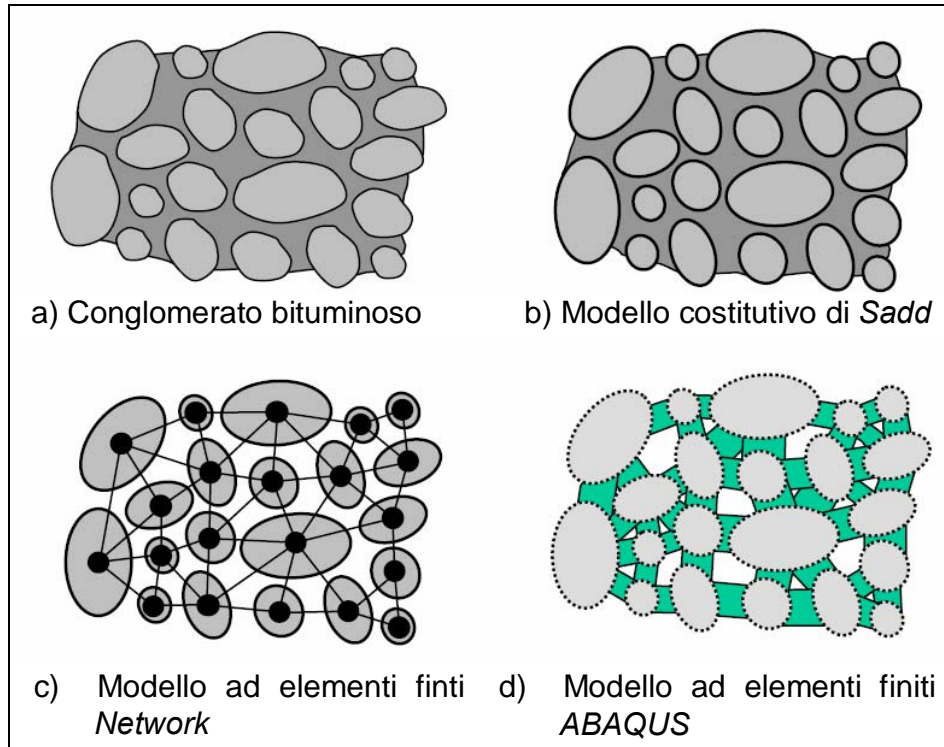 a) Conglomerato bituminoso
b) Modello costitutivo di Sadd
c) Modello ad elementi finti
Network
d) Modello ad elementi finiti
ABAQUS